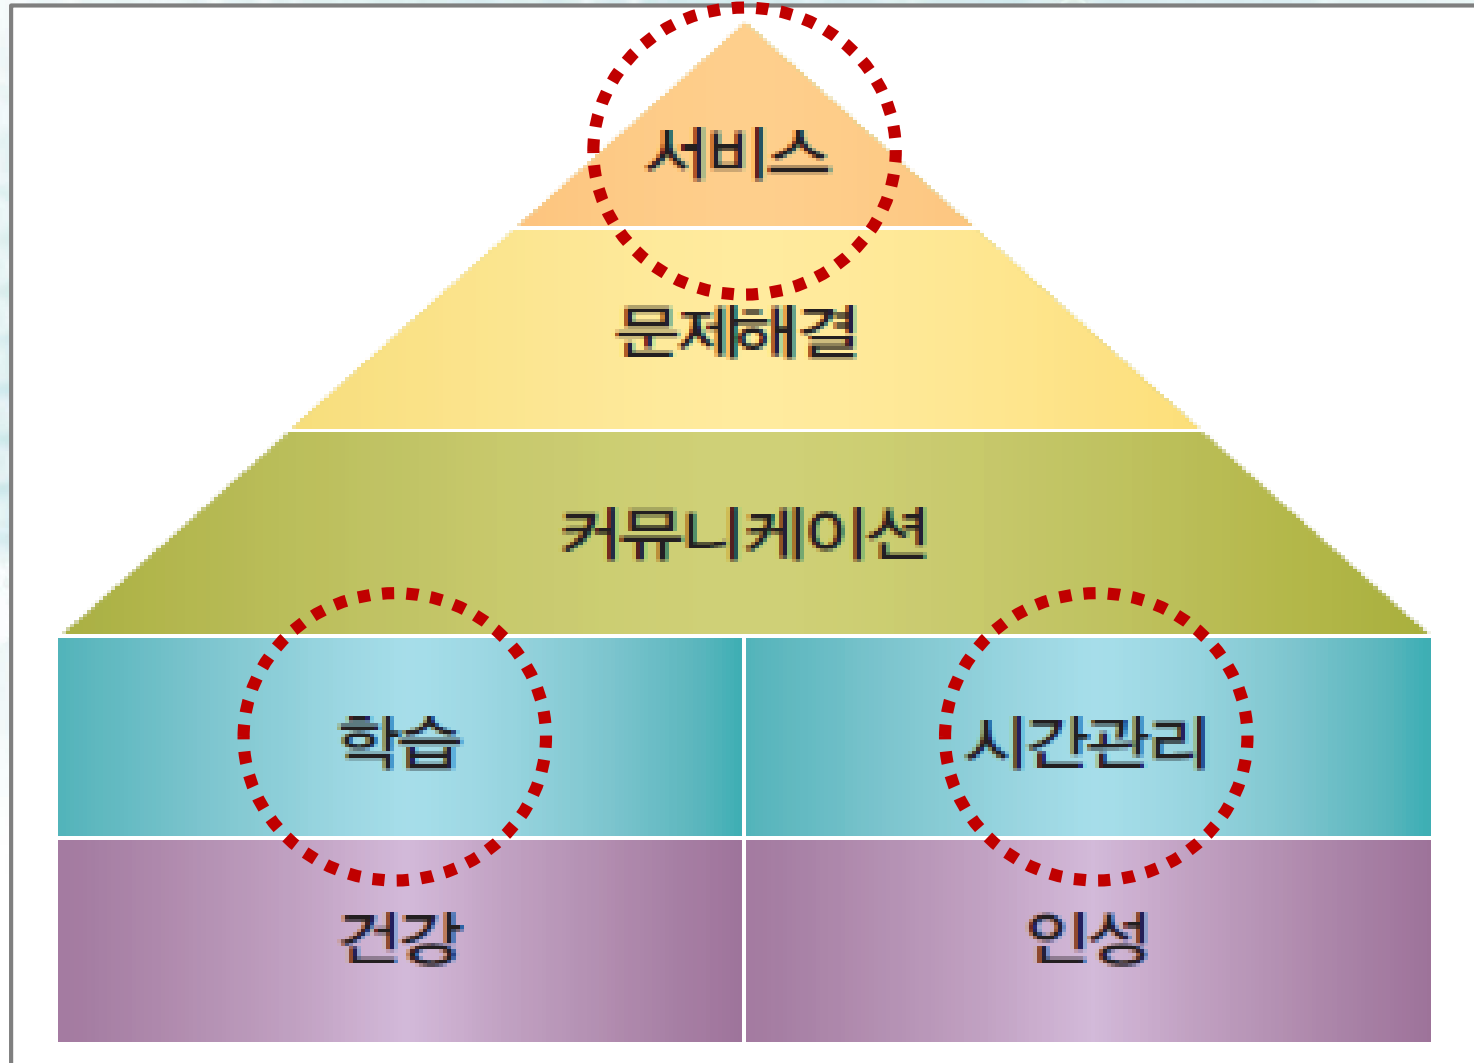 서비스
문제해결
커뮤니케이션
학습 시간관리
건강 인성